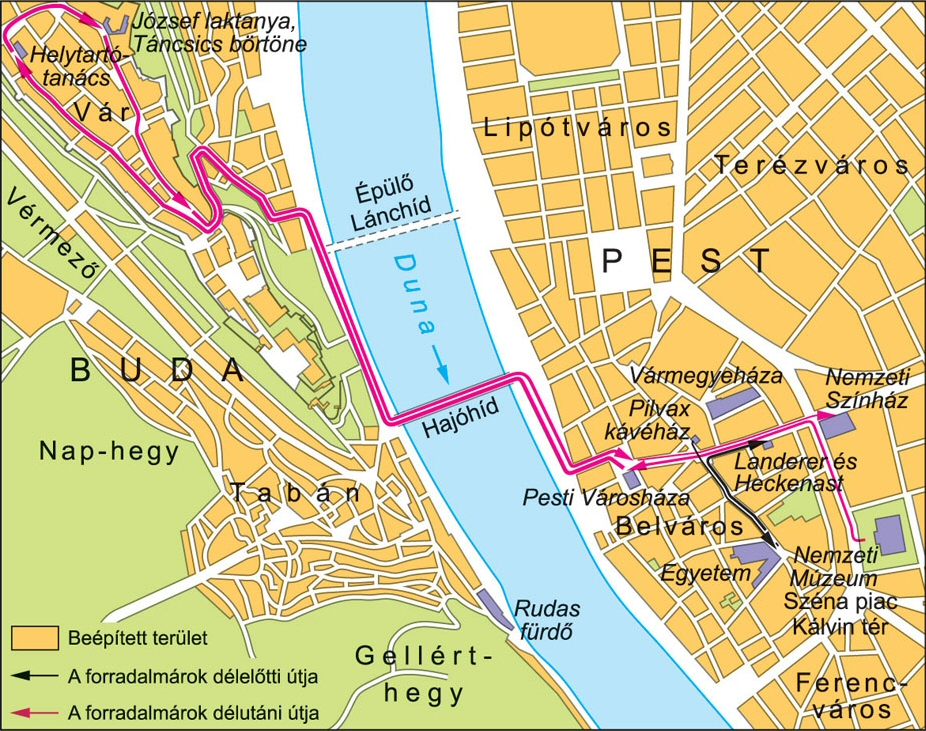 József laktanya,
Táncsics börtöne
Helytartó-
tanács
Vár
Lipótváros
Terézváros
Vérmező
Épülő
Lánchíd
PEST
Duna
BUDA
Vármegyeháza
Nemzeti
Színház
Pilvax
kávéház
Hajóhíd
Nap-hegy
Landerer és
Heckenast
Tabán
Pesti Városháza
Belváros
Egyetem
Nemzeti
Múzeum
Széna piac
Kálvin tér
Rudas
fürdő
Gellért-
hegy
Ferenc-
város
Beépített terület
A forradalmárok délelőtti útja
A forradalmárok délutáni útja